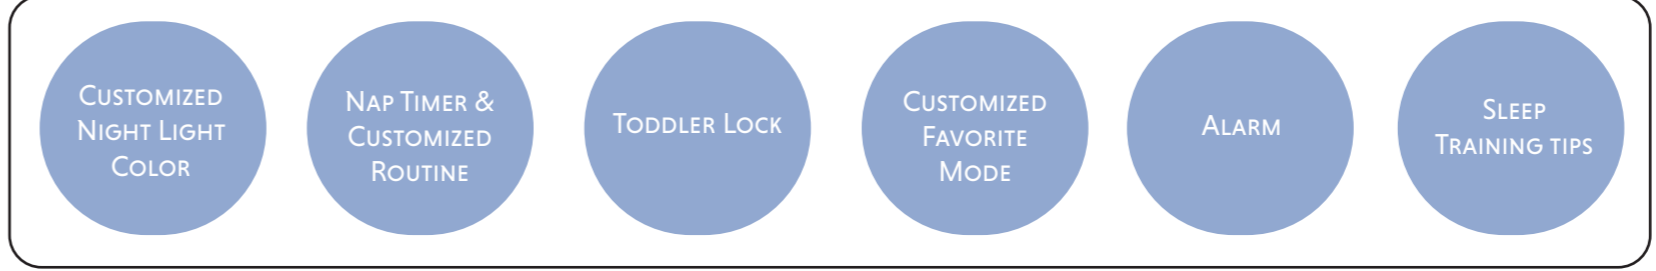 Customized
Night Light
Color
Nap Timer &
Customized
Routine
Toddler Lock
Customized
Favorite
Mode
Alarm
Sleep
Training tips